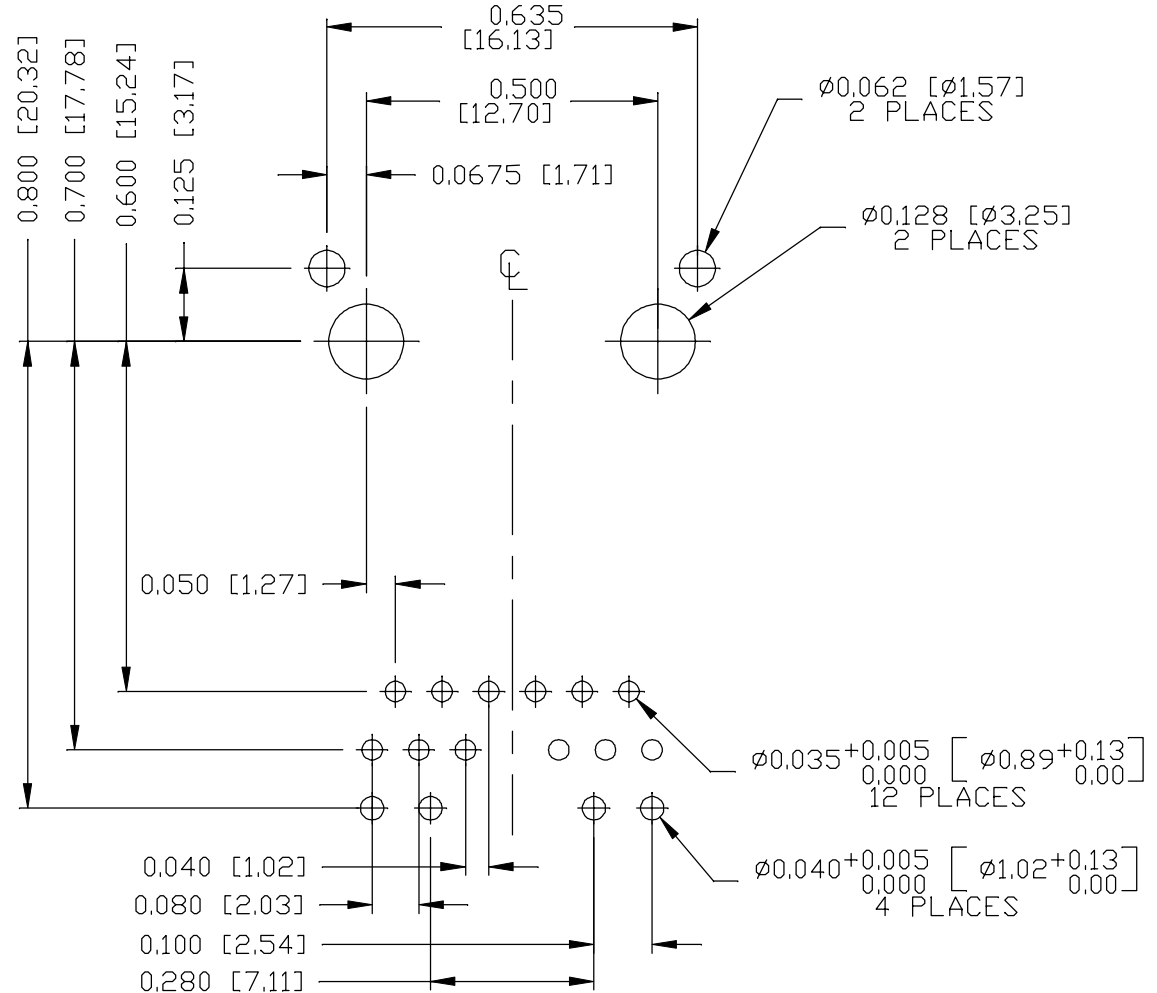 0.635
[16.13]
0.500
[12.70]
0.0675 [1.71]
0.800 [20.32]
0.700 [17.78]
0.600 [15.24]
0.125 [3.17]
Ø0.062 [Ø1.57]
2 PLACES
Ø0.128 [Ø3.25]
2 PLACES
CL
0.050 [1.27]
Ø0.035+0.005 [Ø0.89+0.13]
0.000 0.00
12 PLACES
Ø0.040+0.005 [Ø1.02+0.13]
0.000 0.00
4 PLACES
0.040 [1.02]
0.080 [2.03]
0.100 [2.54]
0.280 [7.11]